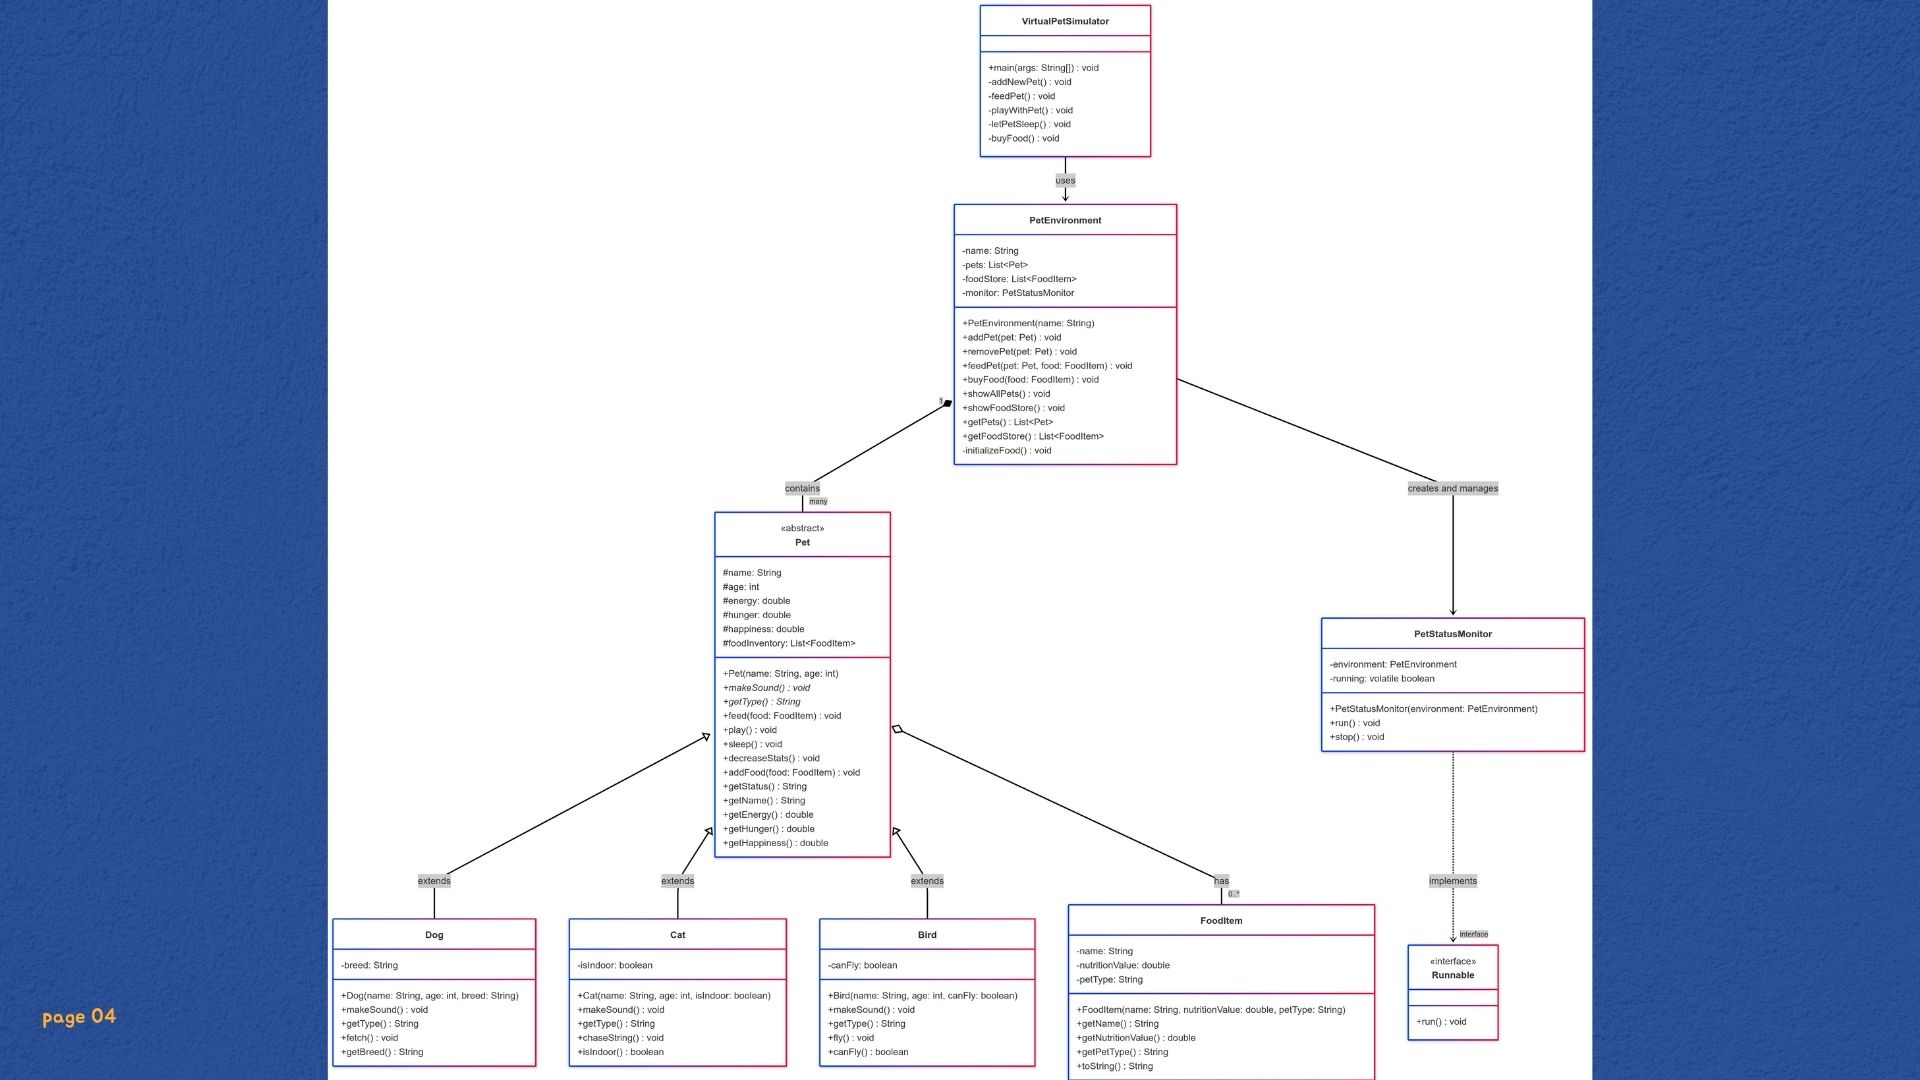 VirtualPetSimulator
+main(args: String[]) : void
-addNewPet() : void
-feedPet() : void
-playWithPet() : void
-letPetSleep() : void
-buyFood() : void
uses
PetEnvironment
-name: String
-pets: List<Pet>
-foodStore: List<FoodItem>
-monitor: PetStatusMonitor
+PetEnvironment(name: String)
+addPet(pet: Pet) : void
+removePet(pet: Pet) : void
+feedPet(pet: Pet, food: FoodItem) : void
+buyFood(food: FoodItem) : void
+showAllPets() : void
+showFoodStore() : void
+getPets() : List<Pet>
+getFoodStore() : List<FoodItem>
-initializeFood() : void
1
contains
many
creates and manages
«abstract»
Pet
#name: String
#age: int
#energy: double
#hunger: double
#happiness: double
#foodInventory: List<FoodItem>
+Pet(name: String, age: int)
+makeSound() : void
+getType() : String
+feed(food: FoodItem) : void
+play() : void
+sleep() : void
+decreaseStats() : void
+addFood(food: FoodItem) : void
+getStatus() : String
+getName() : String
+getEnergy() : double
+getHunger() : double
+getHappiness() : double
PetStatusMonitor
-environment: PetEnvironment
-running: volatile boolean
+PetStatusMonitor(environment: PetEnvironment)
+run() : void
+stop() : void
extends
extends
extends
has
0..*
implements
interface
Dog
-breed: String
+Dog(name: String, age: int, breed: String)
+makeSound() : void
+getType() : String
+fetch() : void
+getBreed() : String
Cat
-isIndoor: boolean
+Cat(name: String, age: int, isIndoor: boolean)
+makeSound() : void
+getType() : String
+chaseString() : void
+isIndoor() : boolean
Bird
-canFly: boolean
+Bird(name: String, age: int, canFly: boolean)
+makeSound() : void
+getType() : String
+fly() : void
+canFly() : boolean
FoodItem
-name: String
-nutritionValue: double
-petType: String
+FoodItem(name: String, nutritionValue: double, petType: String)
+getName() : String
+getNutritionValue() : double
+getPetType() : String
+toString() : String
«interface»
Runnable
+run() : void
page 04